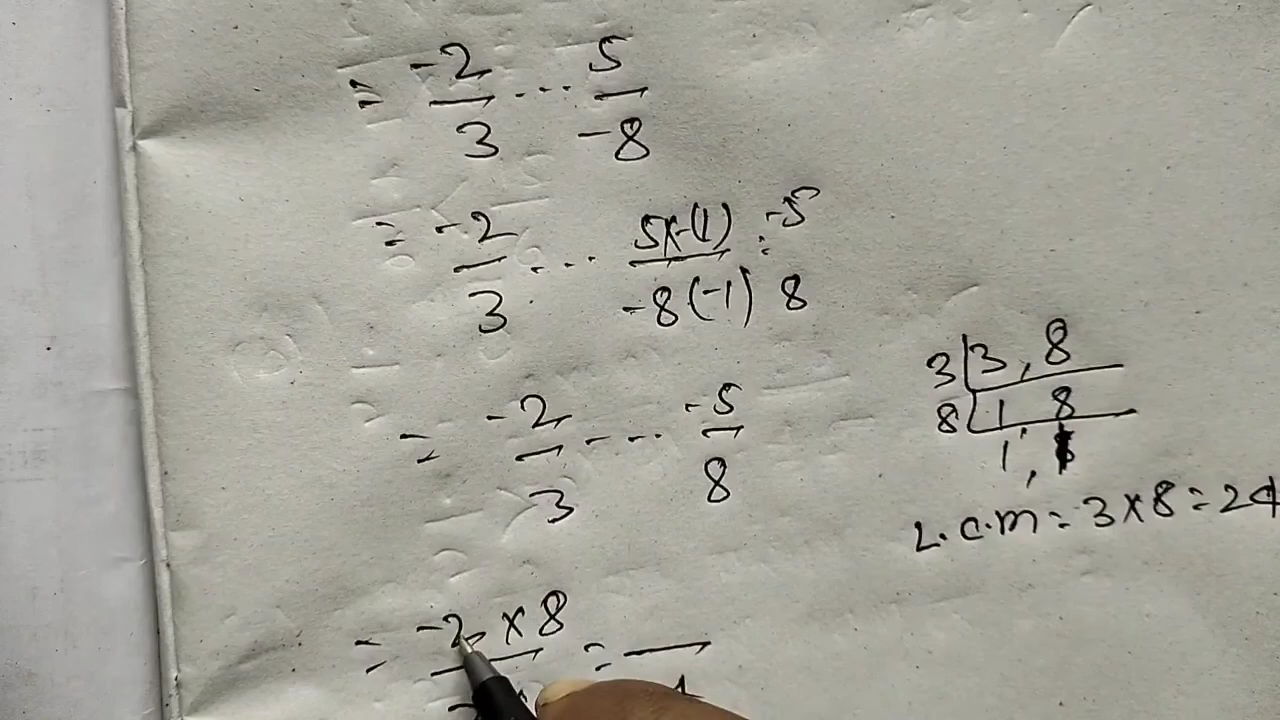 = -2/3 ... 5/-8
= -2/3 ... 5x-(1)/-8(-1) = -5/8
= -2/3 ... -5/8
3 | 3, 8
8 | 1, 8
1, 1
L.C.M = 3 x 8 = 24
= -2 x 8
=